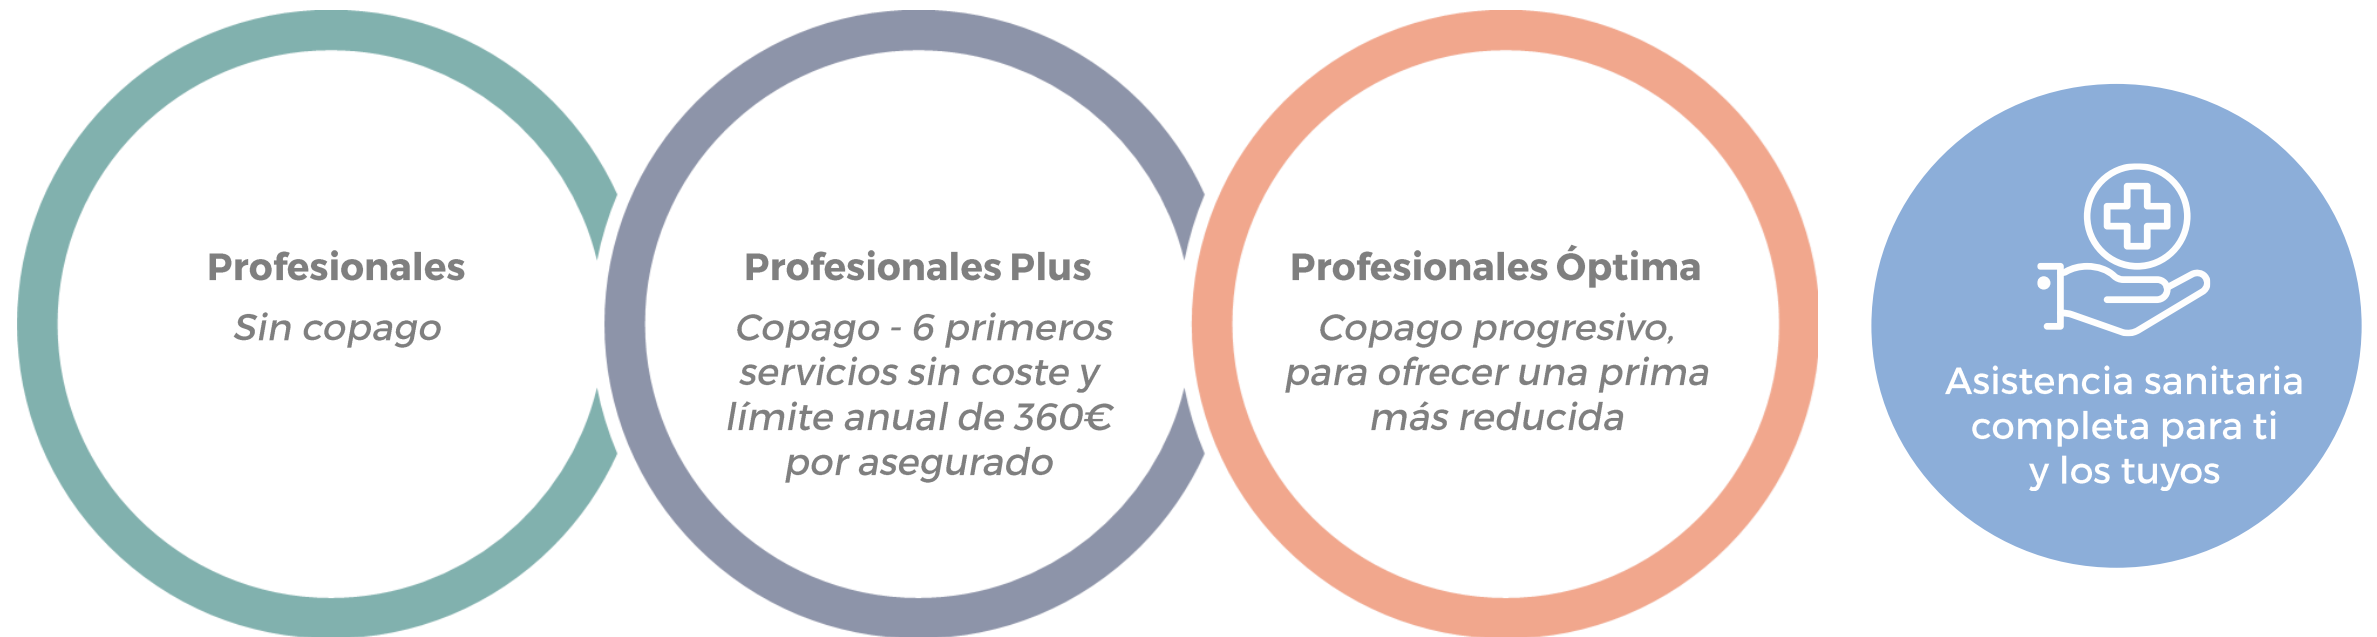 Profesionales
Sin copago
Profesionales Plus
Copago - 6 primeros
servicios sin coste y
límite anual de 360€
por asegurado
Profesionales Óptima
Copago progresivo,
para ofrecer una prima
más reducida
Asistencia sanitaria
completa para ti
y los tuyos